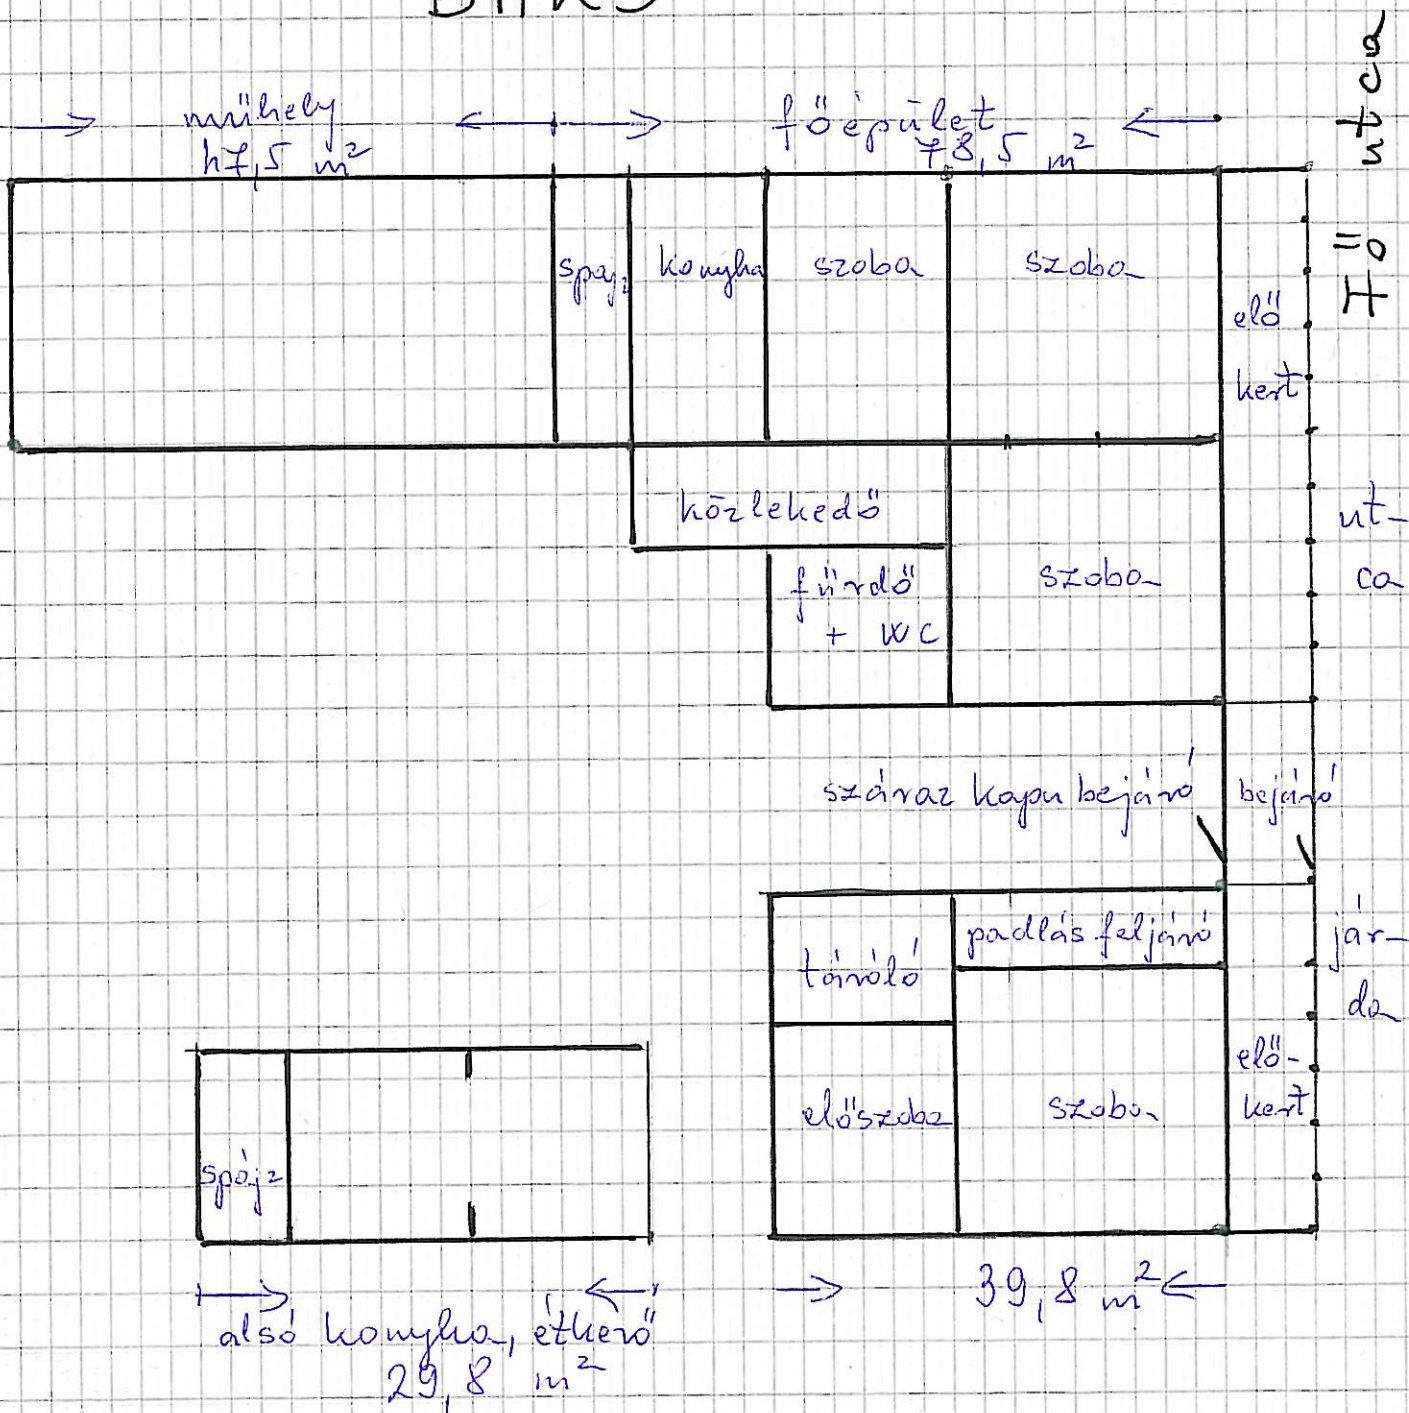 műhely
47,5 m²
főépület
78,5 m²
Fő utca
spájz
konyha
szoba
szoba
elő
kert
közlekedő
fürdő
+ WC
szoba
ut-
ca
száraz kapu bejáró
bejáró
tároló
padlás feljáró
jár-
da
előszoba
szoba
elő-
kert
spájz
39,8 m²
alsó konyha, étkező
29,8 m²